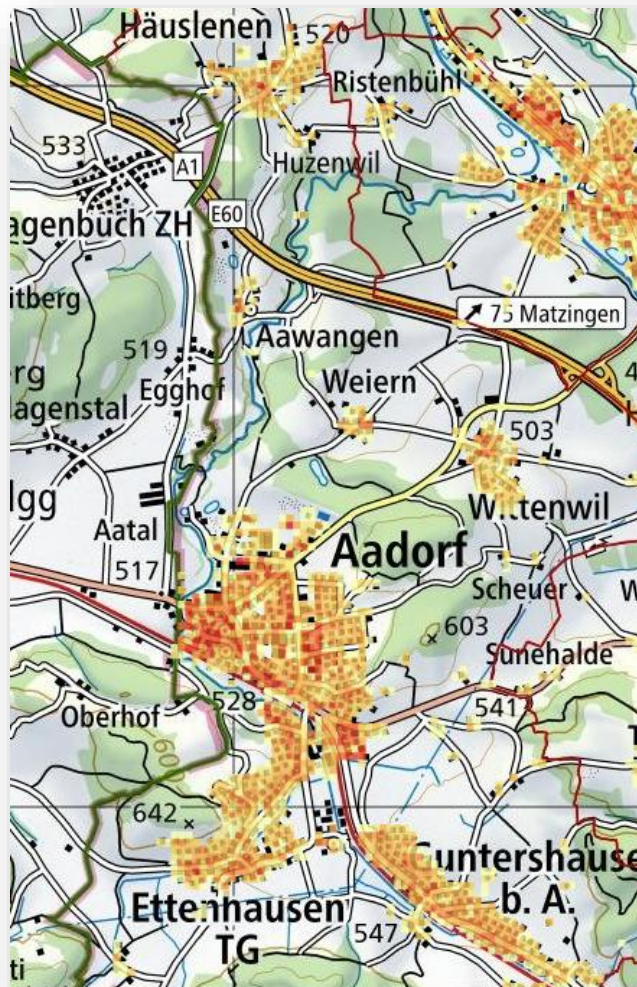 Häuslenen
520
Ristenbühl
533
A1
Huzenwil
E60
agenbuch ZH
itberg
75 Matzingen
519
Aawangen
rg
Egghof
Weiern
agenstal
503
lgg
Wittenwil
Aatal
Aadorf
517
Scheuer
603
Sunehalde
528
541
Oberhof
642
Guntershause
b. A.
Ettenhausen
TG
547
ti